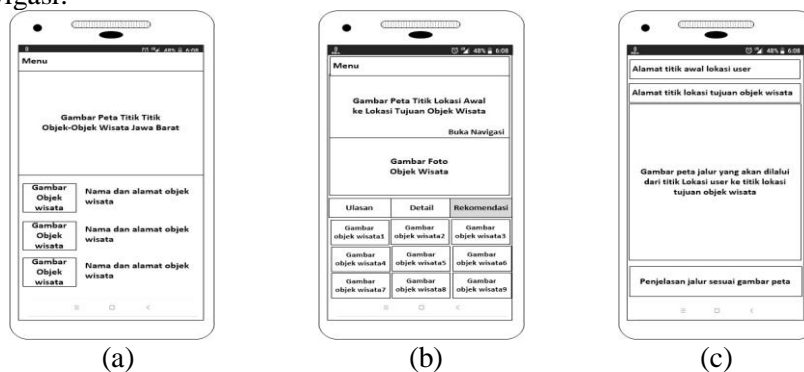 vigasi.
Menu
Gambar Peta Titik Titik
Objek-Objek Wisata Jawa Barat
Gambar
Objek
wisata
Nama dan alamat objek
wisata
Gambar
Objek
wisata
Nama dan alamat objek
wisata
Gambar
Objek
wisata
Nama dan alamat objek
wisata
(a)
48% 6:08
Menu
Gambar Peta Titik Lokasi Awal
ke Lokasi Tujuan Objek Wisata
Buka Navigasi
Gambar Foto
Objek Wisata
Ulasan Detail Rekomendasi
Gambar
objek wisata1
Gambar
objek wisata2
Gambar
objek wisata3
Gambar
objek wisata4
Gambar
objek wisata5
Gambar
objek wisata6
Gambar
objek wisata7
Gambar
objek wisata8
Gambar
objek wisata9
(b)
48% 6:08
Alamat titik awal lokasi user
Alamat titik lokasi tujuan objek wisata
Gambar peta jalur yang akan dilalui
dari titik Lokasi user ke titik lokasi
tujuan objek wisata
Penjelasan jalur sesuai gambar peta
(c)